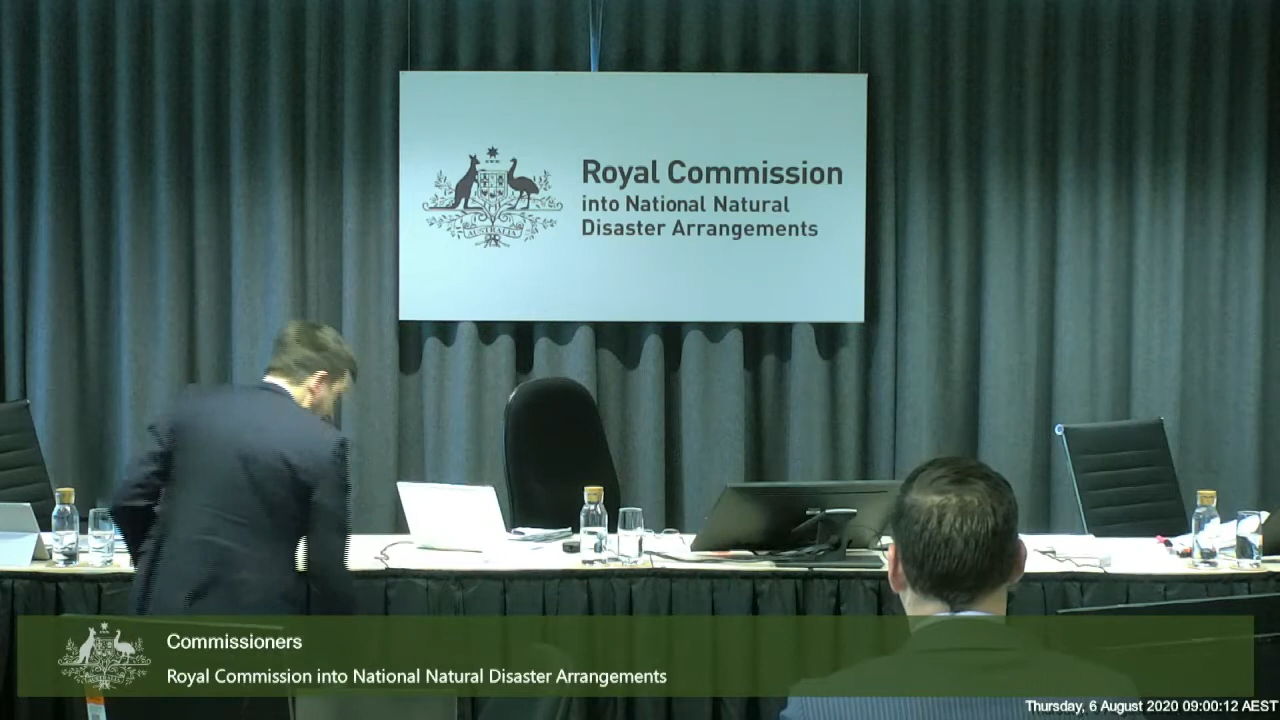 Royal Commission
into National Natural
Disaster Arrangements
AUSTRALIA
Commissioners
Royal Commission into National Natural Disaster Arrangements
Thursday, 6 August 2020 09:00:12 AEST